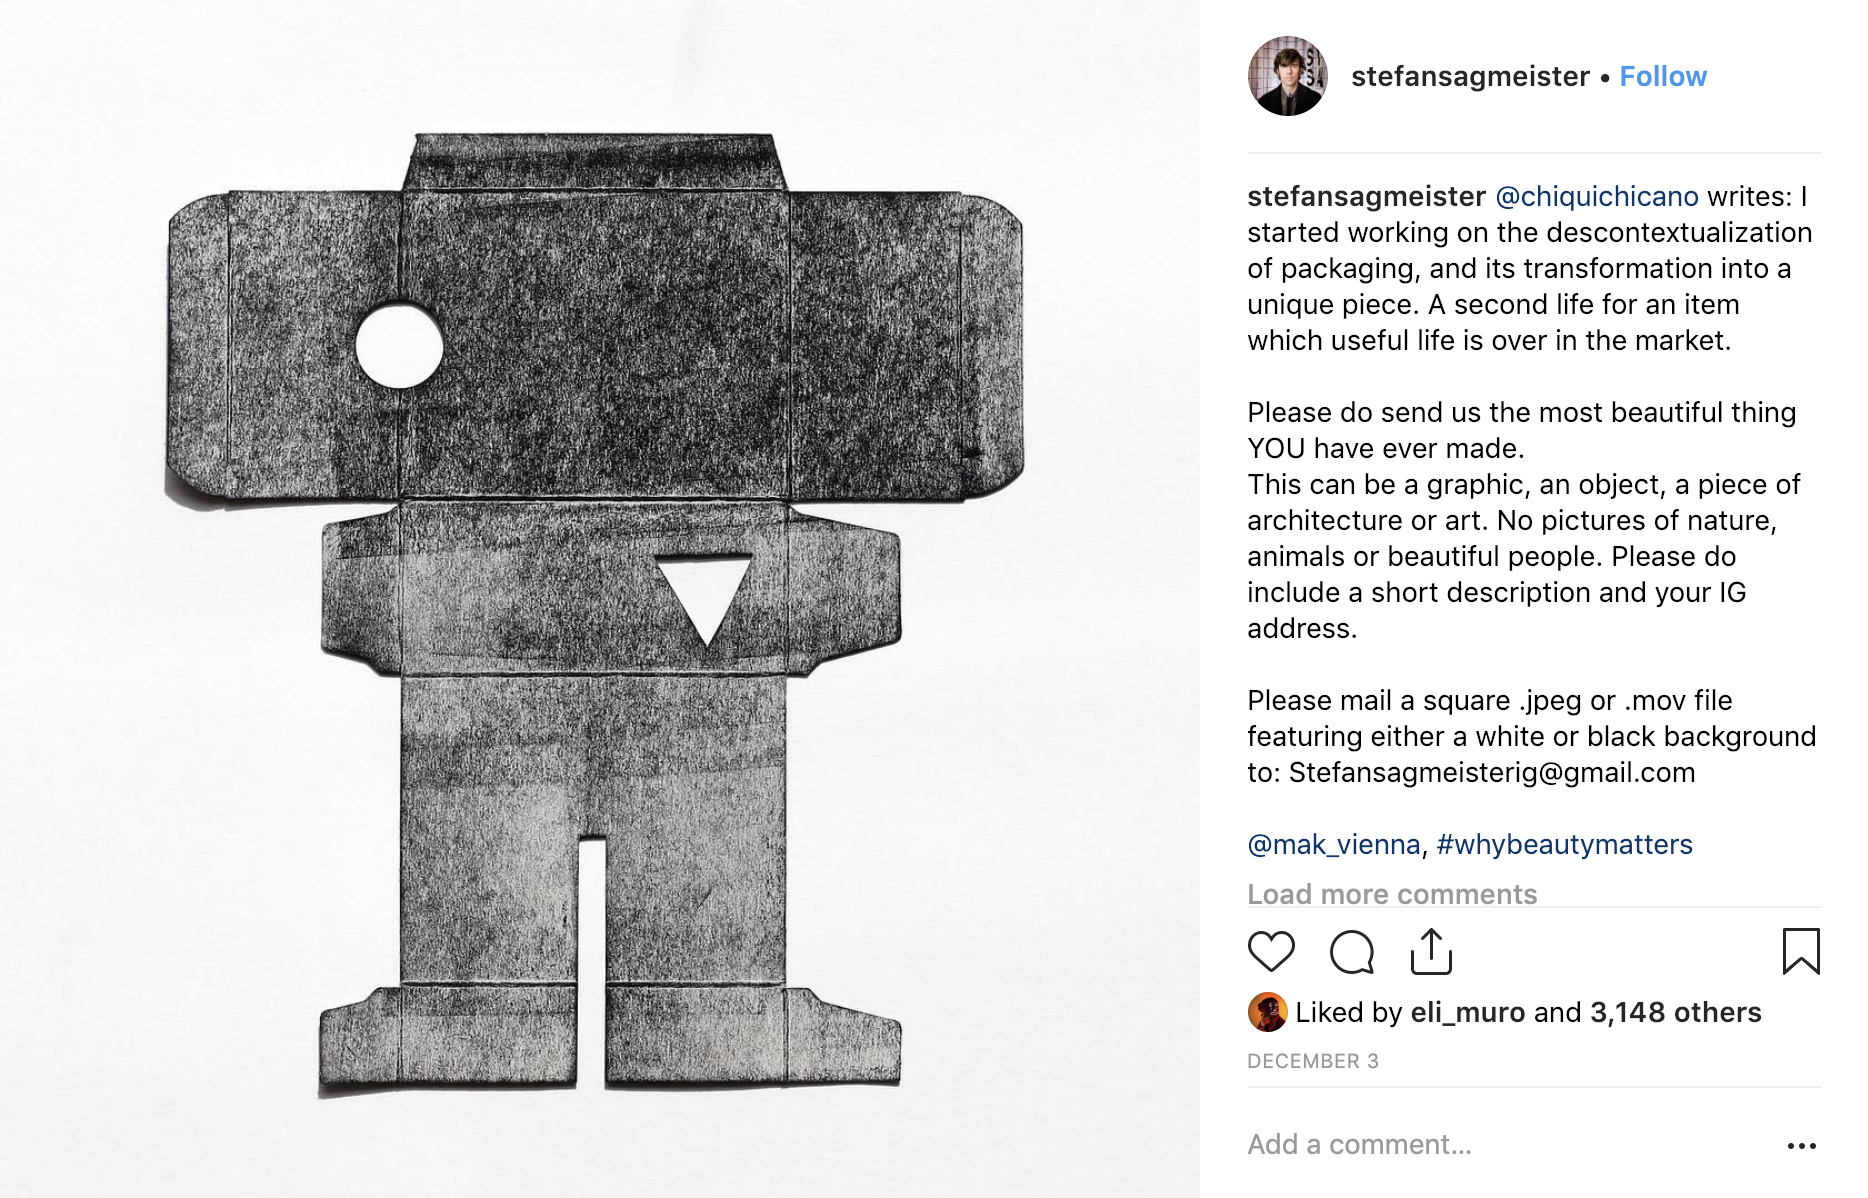 stefansagmeister • Follow
stefansagmeister @chiquichicano writes: I
started working on the descontextualization
of packaging, and its transformation into a
unique piece. A second life for an item
which useful life is over in the market.
Please do send us the most beautiful thing
YOU have ever made.
This can be a graphic, an object, a piece of
architecture or art. No pictures of nature,
animals or beautiful people. Please do
include a short description and your IG
address.
Please mail a square .jpeg or .mov file
featuring either a white or black background
to: Stefansagmeisterig@gmail.com
@mak_vienna, #whybeautymatters
Load more comments
Liked by eli_muro and 3,148 others
DECEMBER 3
Add a comment...